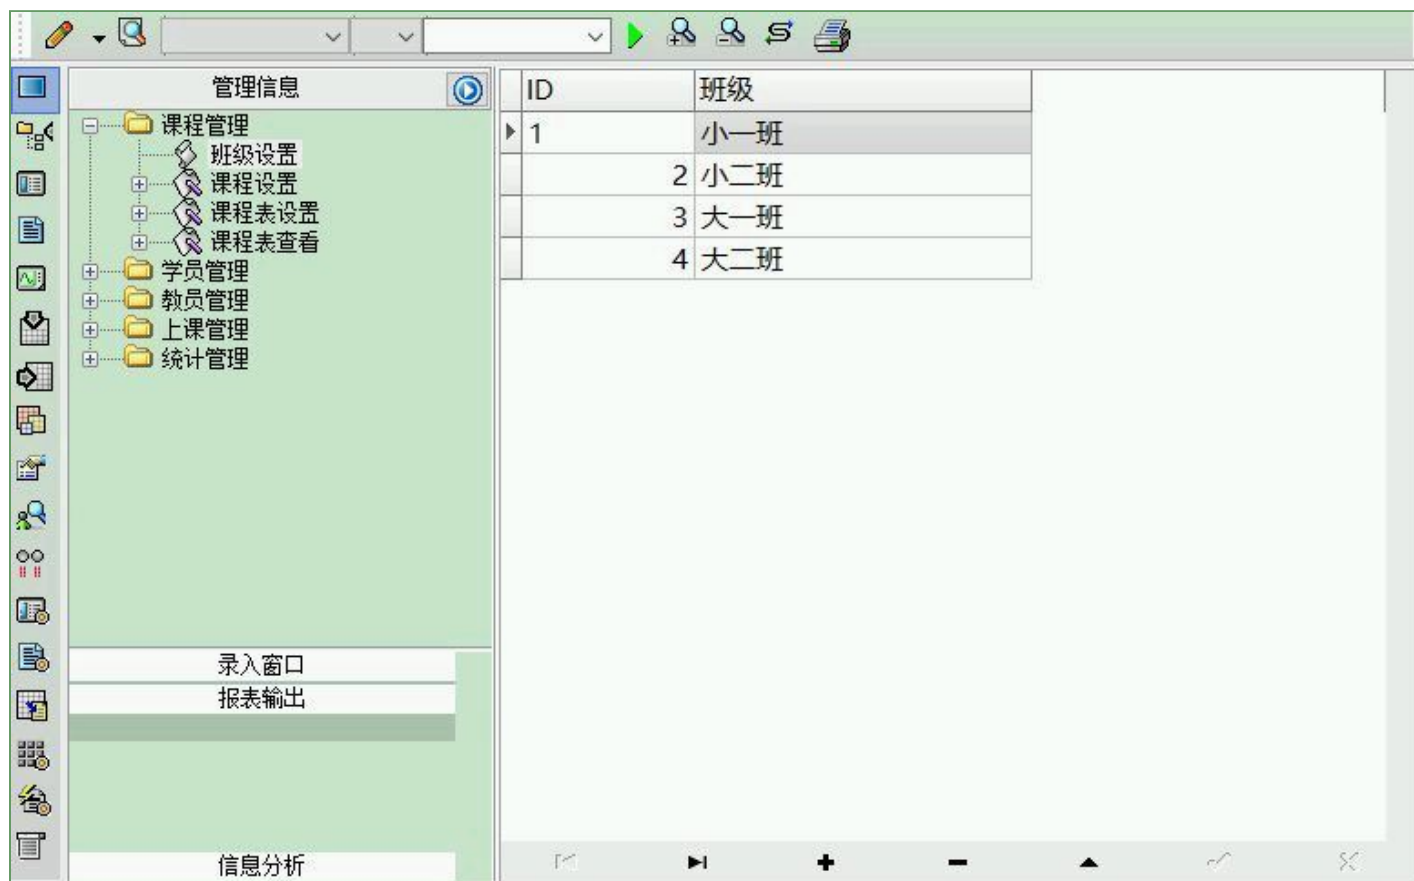 管理信息
课程管理
班级设置
课程设置
课程表设置
课程表查看
学员管理
教员管理
上课管理
统计管理
录入窗口
报表输出
信息分析
ID 班级
1 小一班
2 小二班
3 大一班
4 大二班